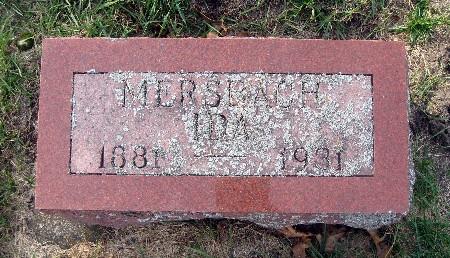 MERSBACH
IDA
1881 — 1931